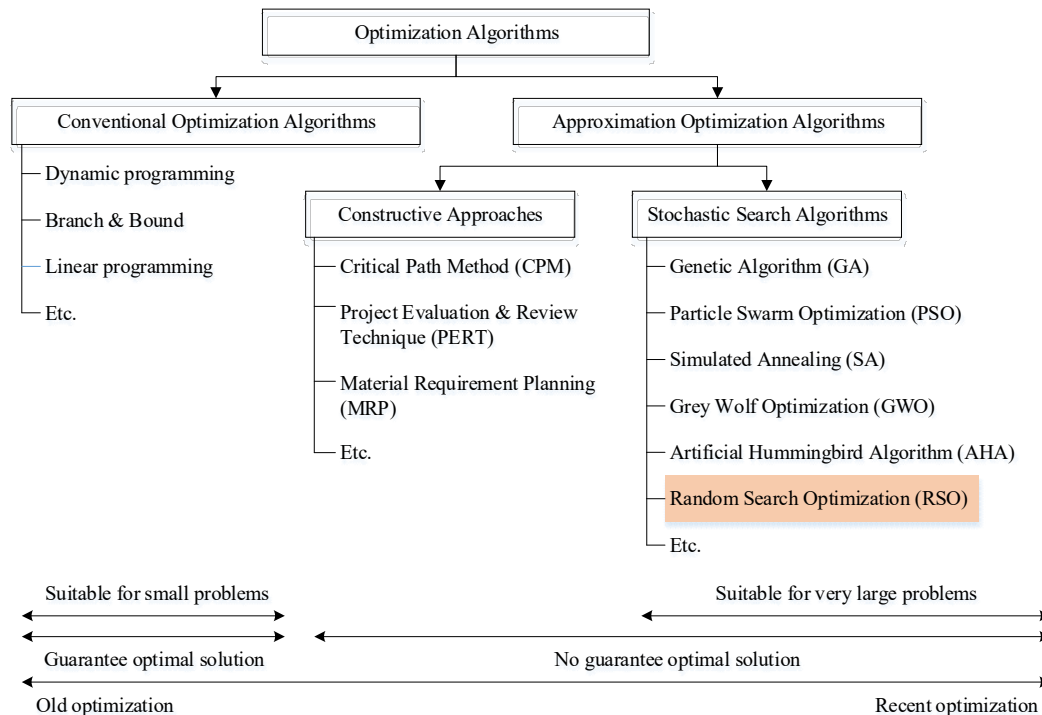 Optimization Algorithms
Conventional Optimization Algorithms
Approximation Optimization Algorithms
Dynamic programming
Branch & Bound
Linear programming
Etc.
Constructive Approaches
Critical Path Method (CPM)
Project Evaluation & Review
Technique (PERT)
Material Requirement Planning
(MRP)
Etc.
Stochastic Search Algorithms
Genetic Algorithm (GA)
Particle Swarm Optimization (PSO)
Simulated Annealing (SA)
Grey Wolf Optimization (GWO)
Artificial Hummingbird Algorithm (AHA)
Random Search Optimization (RSO)
Etc.
Suitable for small problems
Suitable for very large problems
Guarantee optimal solution
No guarantee optimal solution
Old optimization
Recent optimization